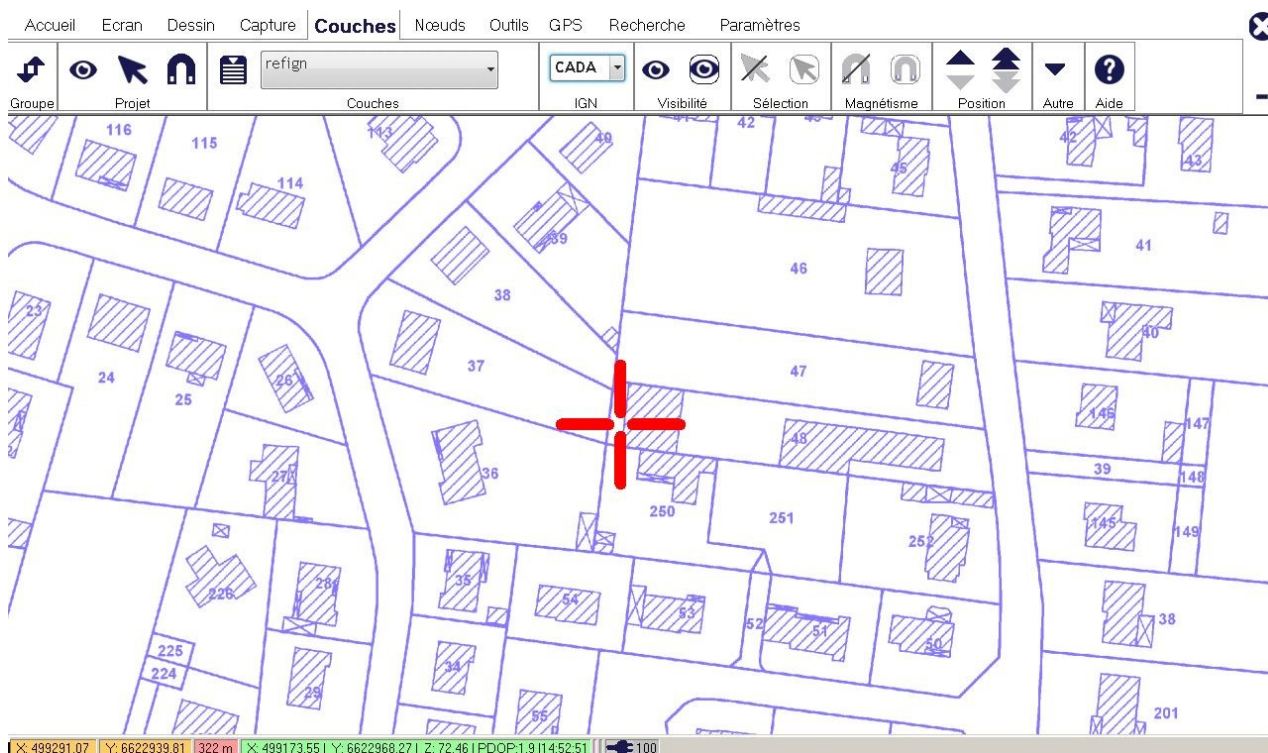 Accueil Ecran Dessin Capture Couches Nœuds Outils GPS Recherche Paramètres
refign CADA
Groupe Projet Couches IGN Visibilité Sélection Magnétisme Position Autre Aide
116 115 113 40 42 42 43
114 45
39 41
46
38
23 40
37 47
24 26
25 146 147
48
27 36 39 148
250 251 145 149
252
226 28 35 54 53 52 51 50 38
225
224 34
29 55 201
X: 499291.07 Y: 6622939.81 322 m X: 499173.55 | Y: 6622968.27 | Z: 72.46 | PDOP:1.9 |14:52:51 100